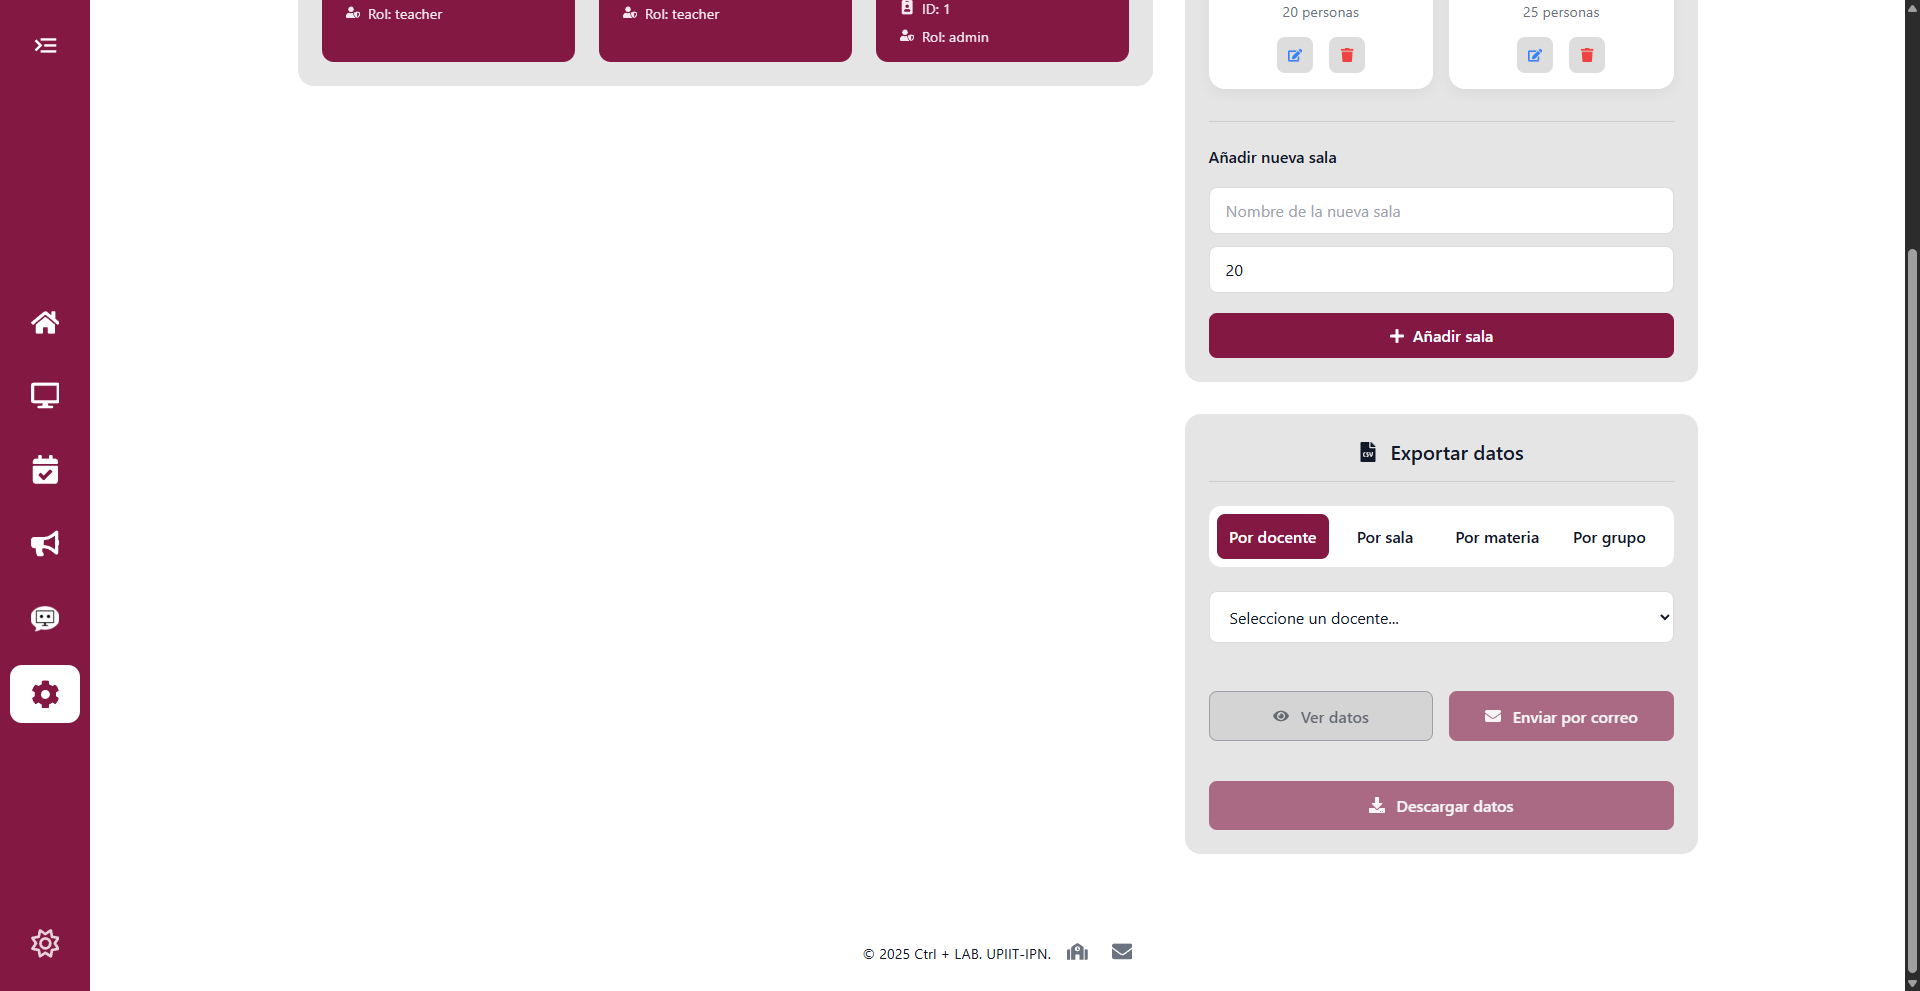 Rol: teacher
Rol: teacher
ID: 1
Rol: admin
20 personas
25 personas
Añadir nueva sala
Nombre de la nueva sala
20
Añadir sala
CSV
Exportar datos
Por docente
Por sala
Por materia
Por grupo
Seleccione un docente...
Ver datos
Enviar por correo
Descargar datos
© 2025 Ctrl + LAB. UPIIT-IPN.